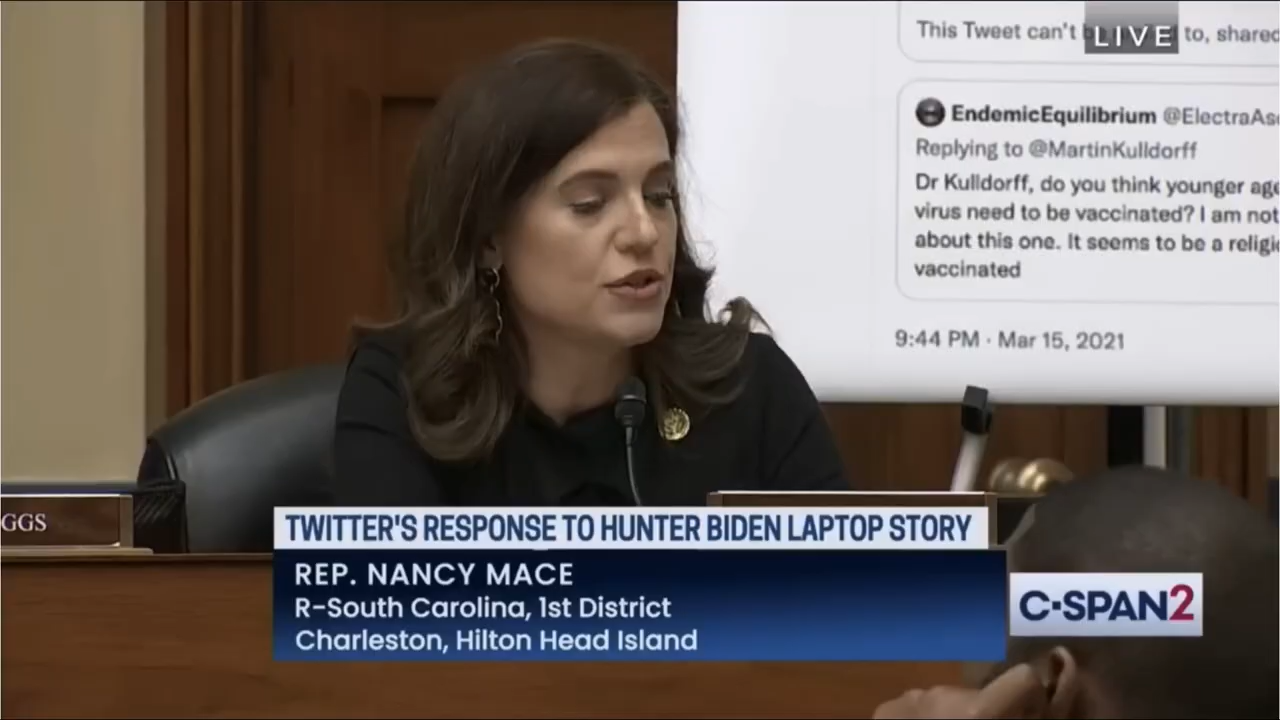 This Tweet can't to, shared
LIVE
EndemicEquilibrium @ElectraAs
Replying to @MartinKulldorff
Dr Kulldorff, do you think younger age
virus need to be vaccinated? I am not
about this one. It seems to be a religi
vaccinated
9:44 PM · Mar 15, 2021
GGS
TWITTER'S RESPONSE TO HUNTER BIDEN LAPTOP STORY
REP. NANCY MACE
R-South Carolina, 1st District
Charleston, Hilton Head Island
C-SPAN2